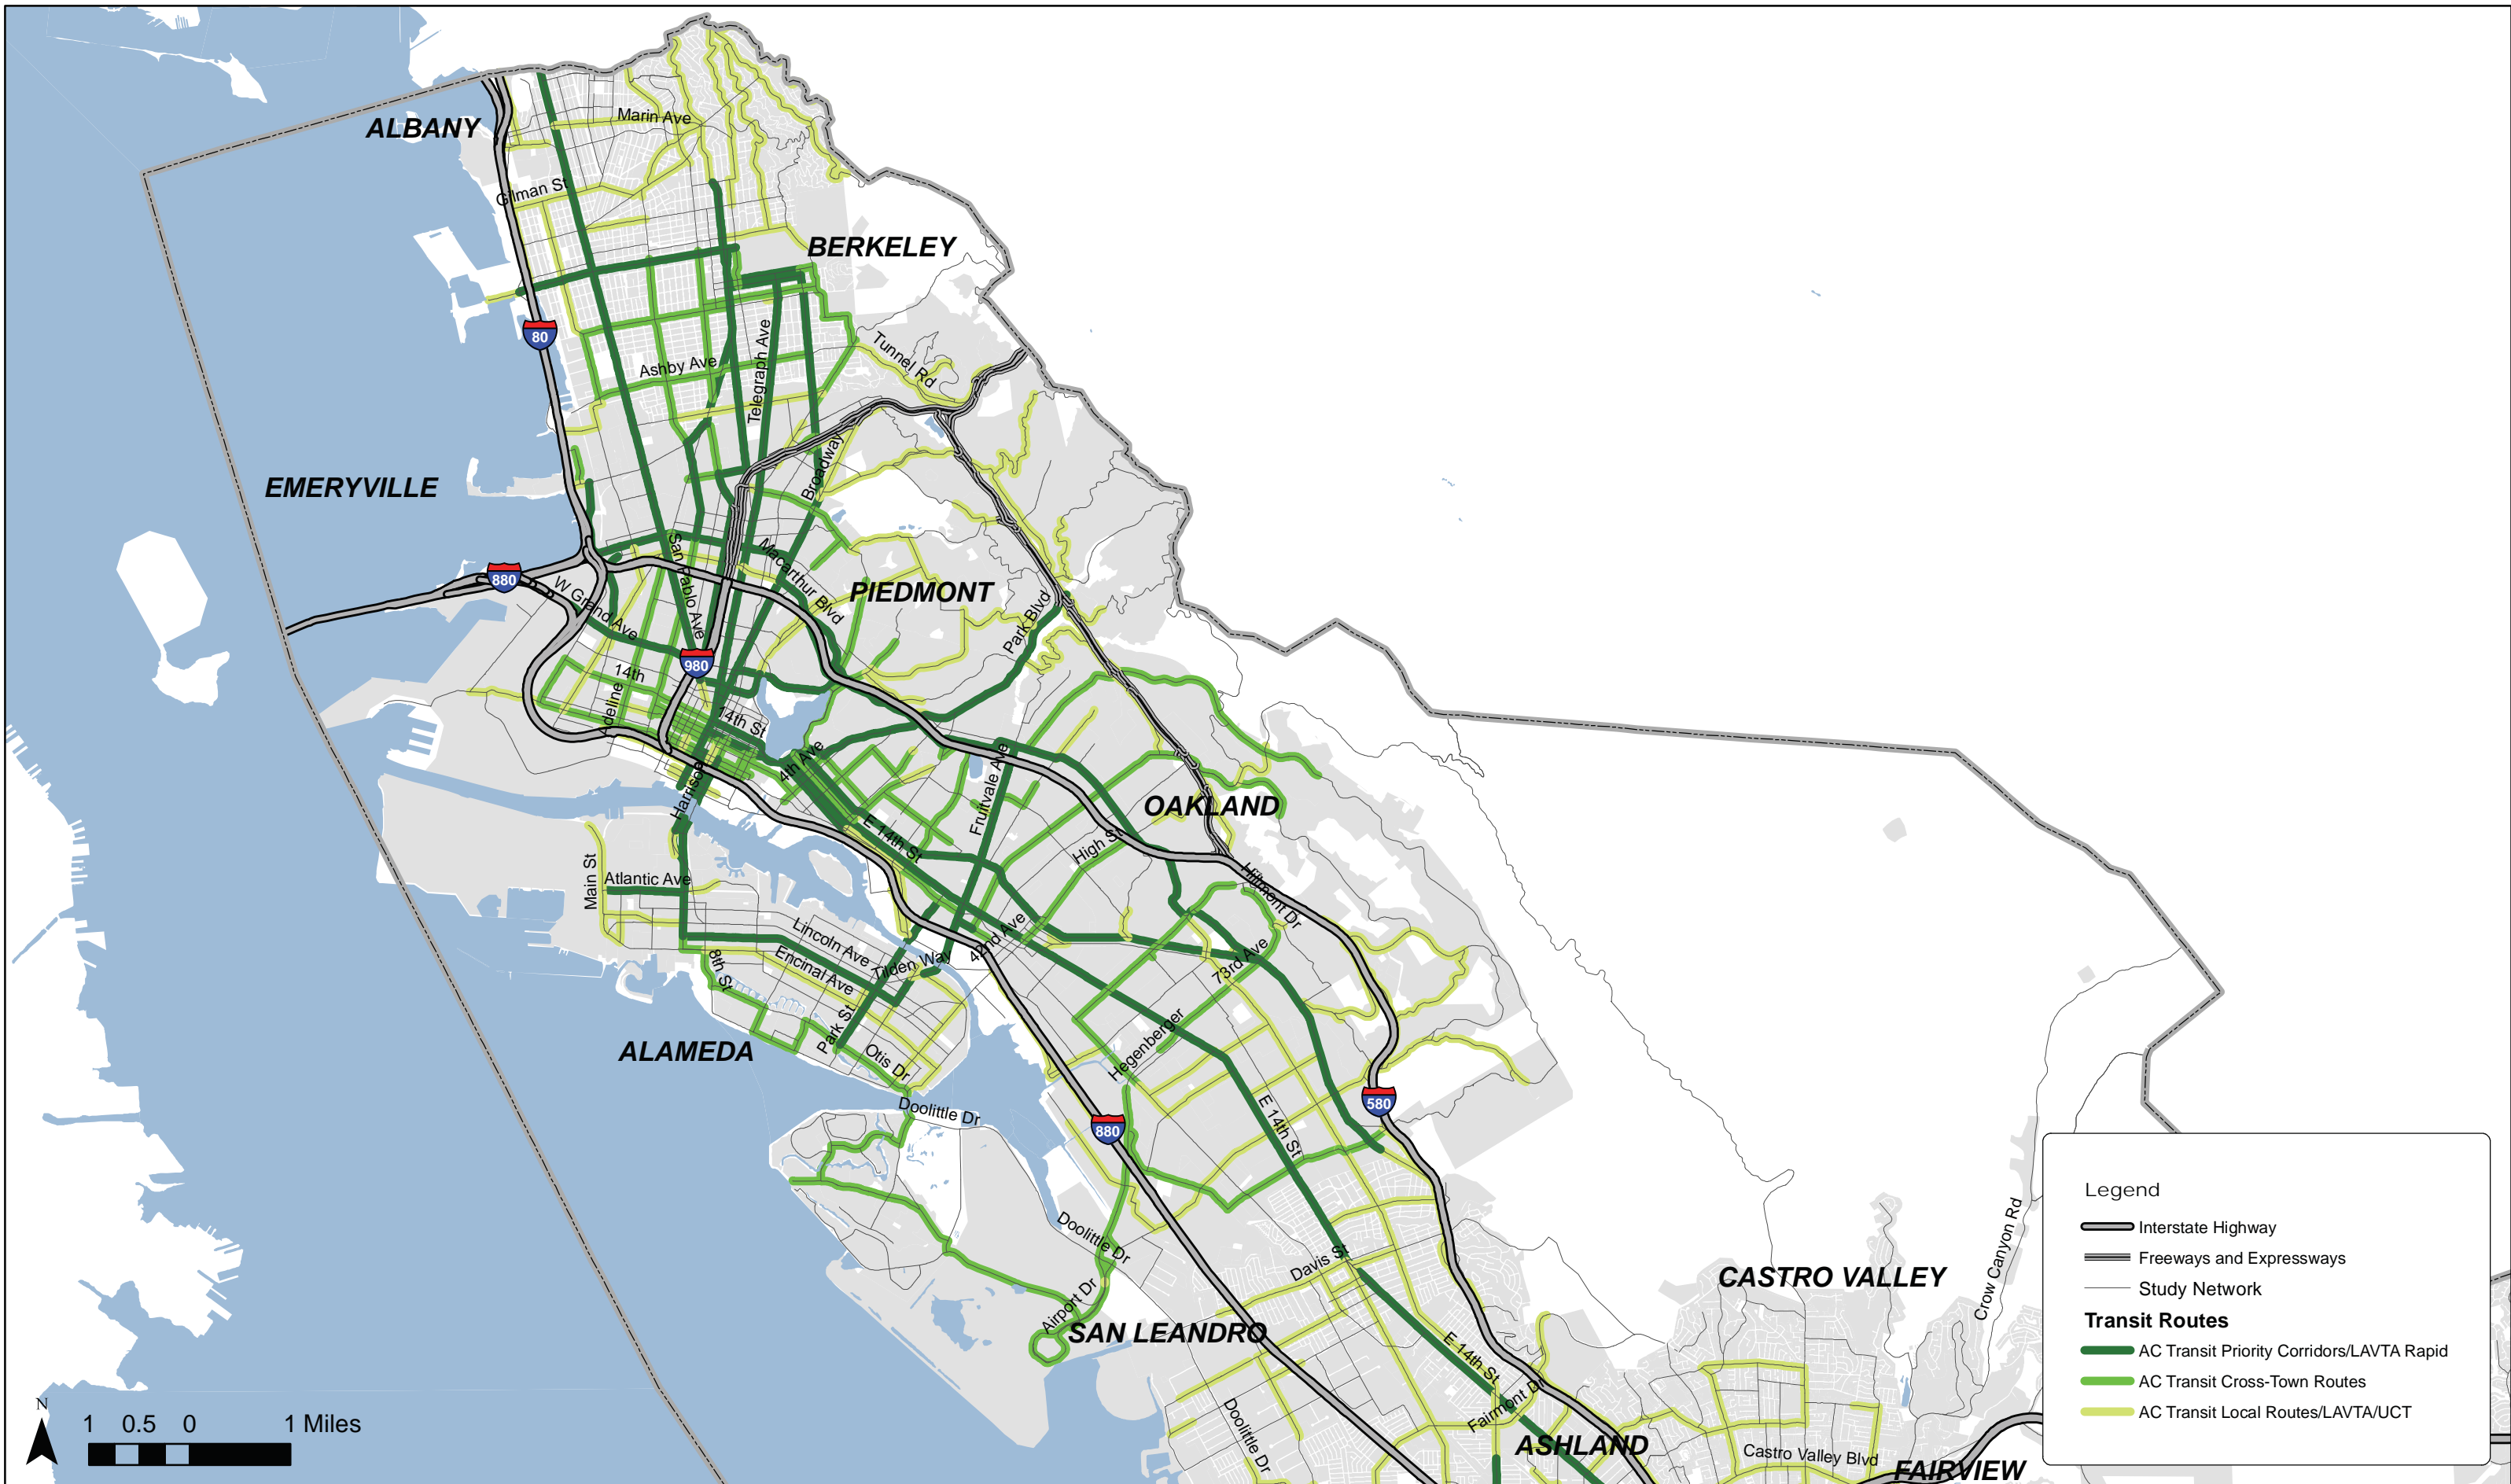 Marin Ave
ALBANY
Gilman St
BERKELEY
80
Ashby Ave
Telegraph Ave
Tunnel Rd
Broadway
EMERYVILLE
880
W Grand Ave
San Pablo Ave
Macarthur Blvd
PIEDMONT
Park Blvd
980
14th
Adeline
14th St
4th Ave
Harrison
Fruitvale Ave
OAKLAND
E 14th St
High St
Main St
Atlantic Ave
Hillmont Dr
Lincoln Ave
Encinal Ave
8th St
Tilden Way
42nd Ave
73rd Ave
Park St
ALAMEDA
Otis Dr
Hegenberger
Doolittle Dr
880
E 14th St
580
Doolittle Dr
Davis St
Airport Dr
SAN LEANDRO
CASTRO VALLEY
Crow Canyon Rd
E 14th St
Fairmont Dr
Doolittle Dr
ASHLAND
Castro Valley Blvd
FAIRVIEW
N
1 0.5 0 1 Miles
Legend
Interstate Highway
Freeways and Expressways
Study Network
Transit Routes
AC Transit Priority Corridors/LAVTA Rapid
AC Transit Cross-Town Routes
AC Transit Local Routes/LAVTA/UCT